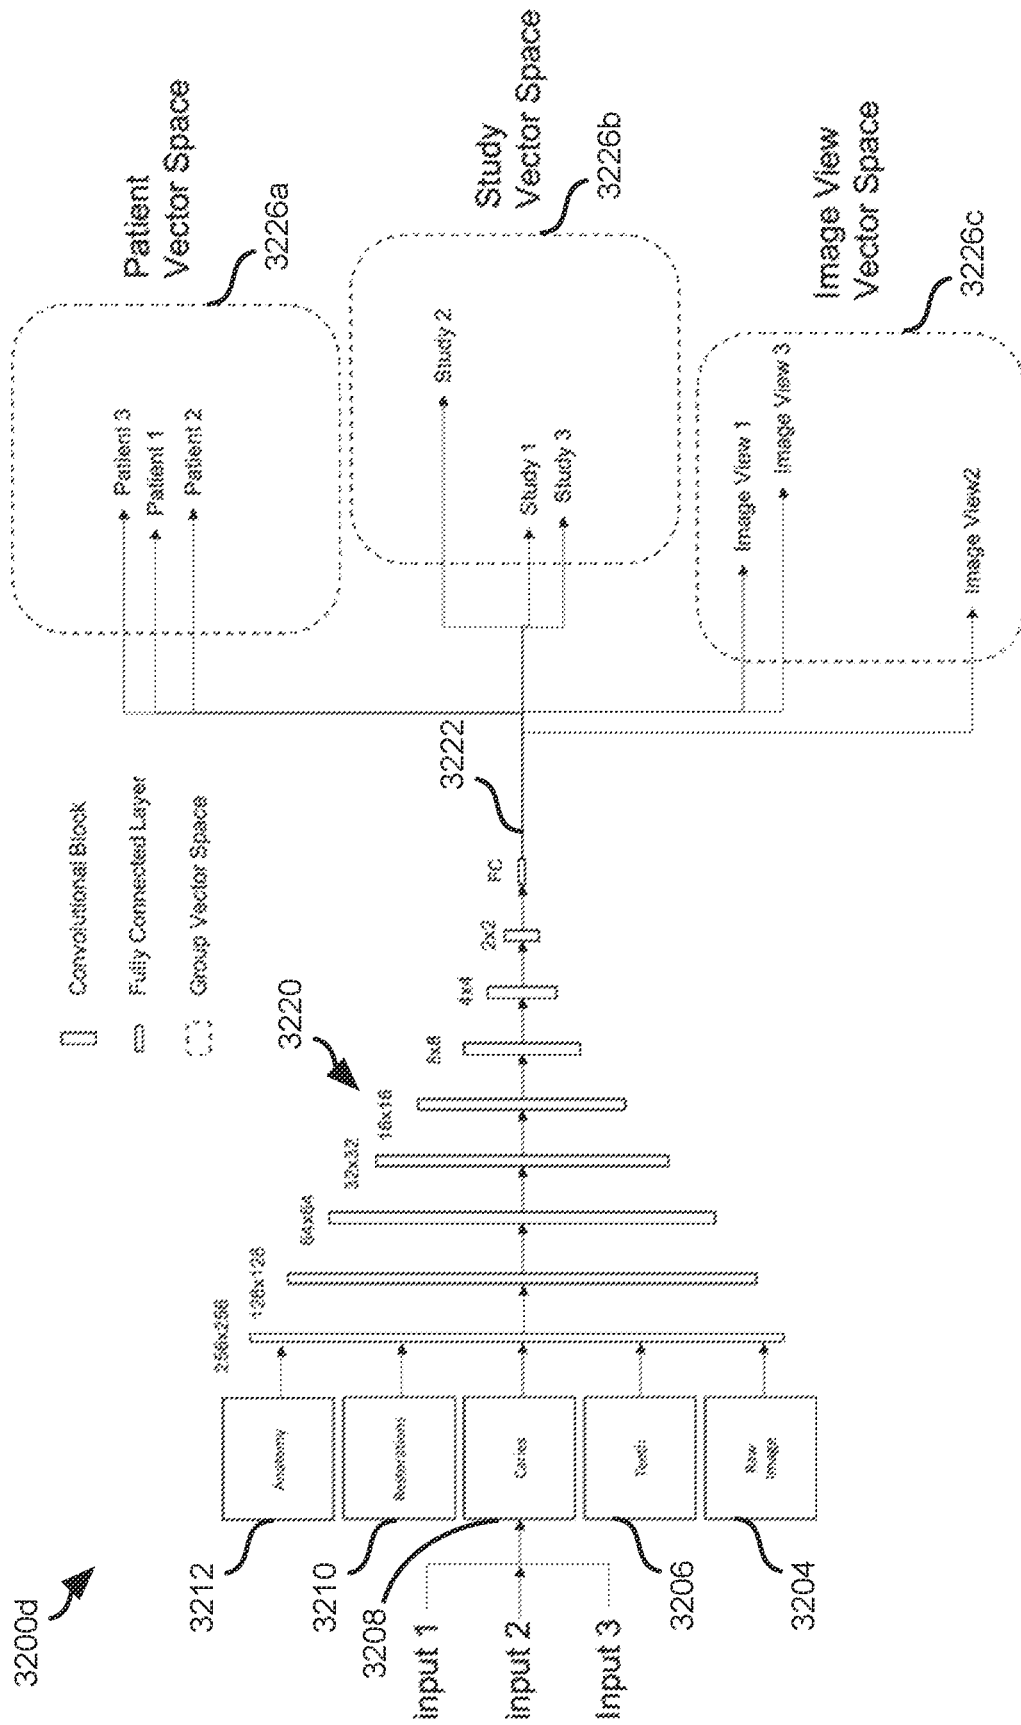 3200d
input 1
input 2
Input 3
3212
3210
3208
3206
3204
Anatomy
Restorations
Caries
Teeth
Raw
Image
256x256
128x128
64x64
32x32
16x16
8x8
4x4
2x2
FC
3220
3222
Convolutional Block
Fully Connected Layer
Group Vector Space
Patient 3
Patient 1
Patient 2
Patient
Vector Space
3226a
Study 2
Study 1
Study 3
Study
Vector Space
3226b
Image View 1
Image View 3
Image View2
Image View
Vector Space
3226c